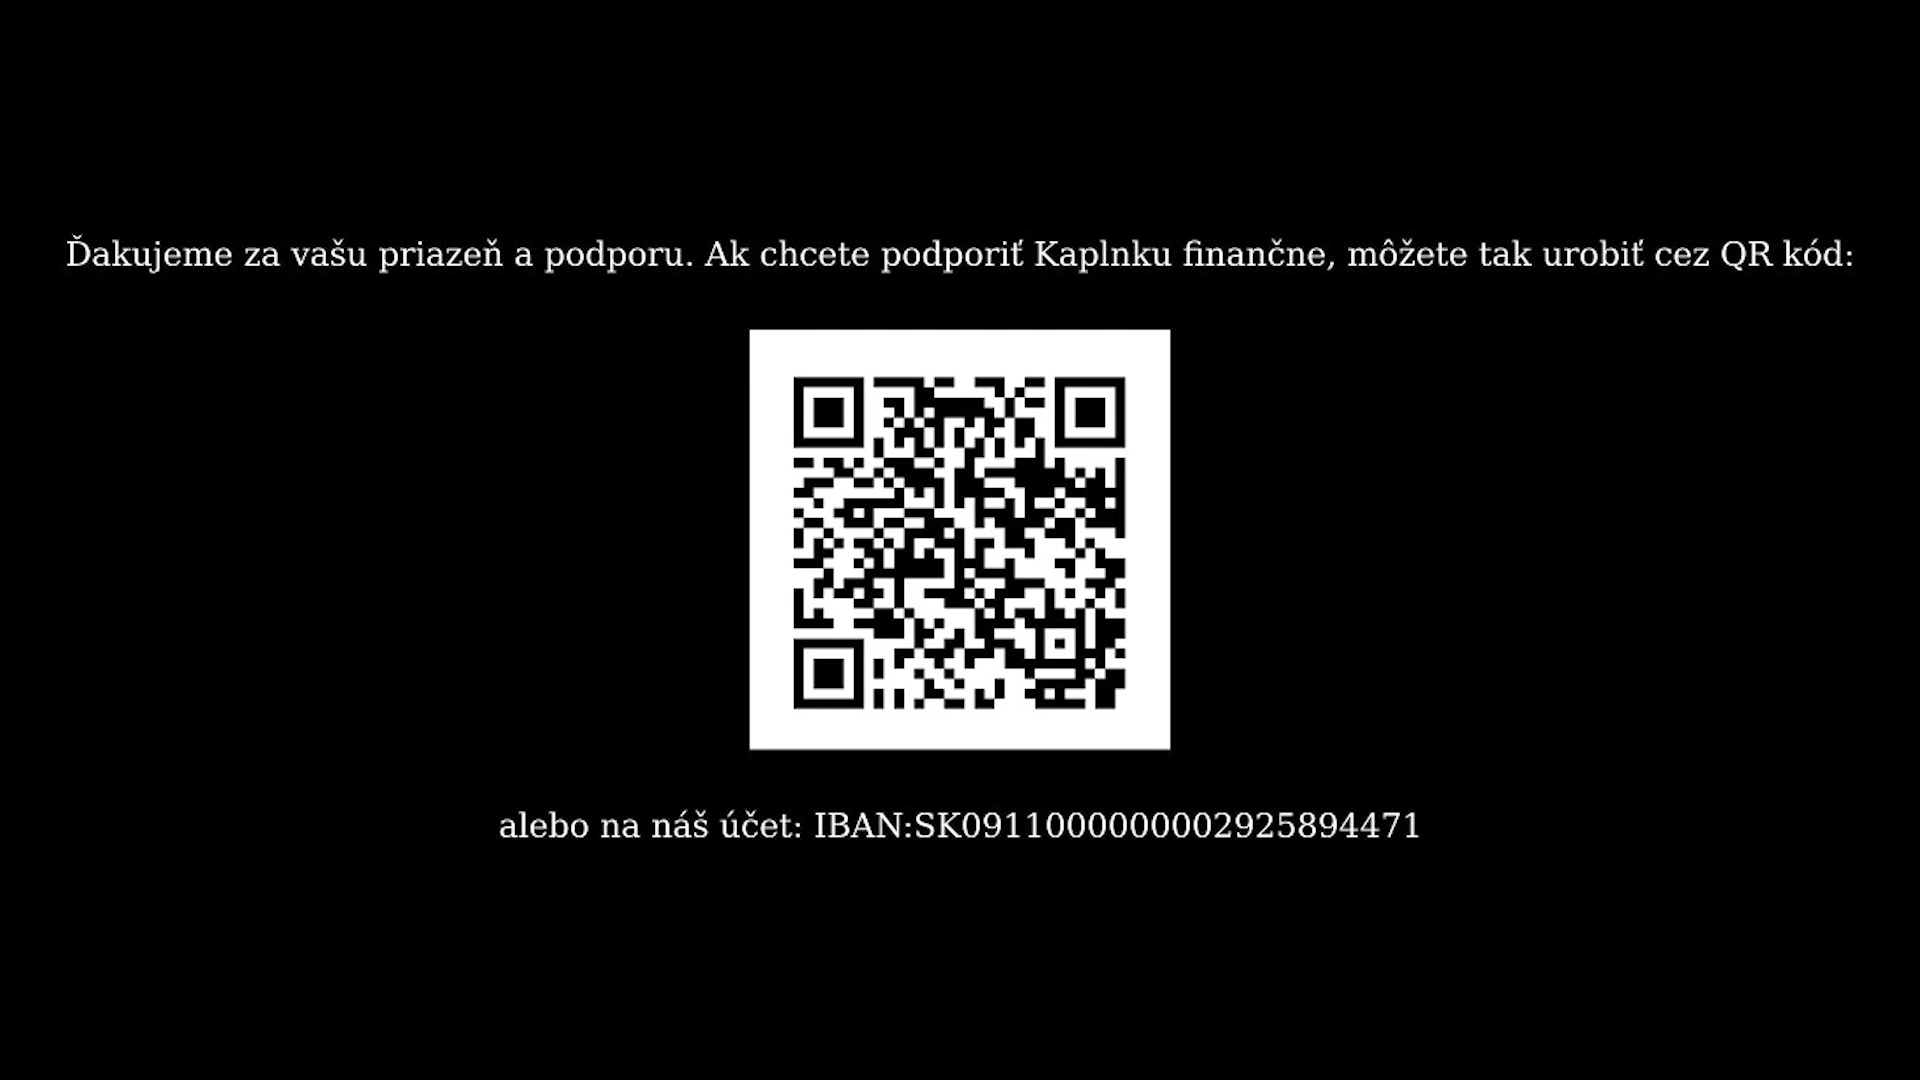 Ďakujeme za vašu priazeň a podporu. Ak chcete podporiť Kaplnku finančne, môžete tak urobiť cez QR kód:
alebo na náš účet: IBAN:SK0911000000002925894471